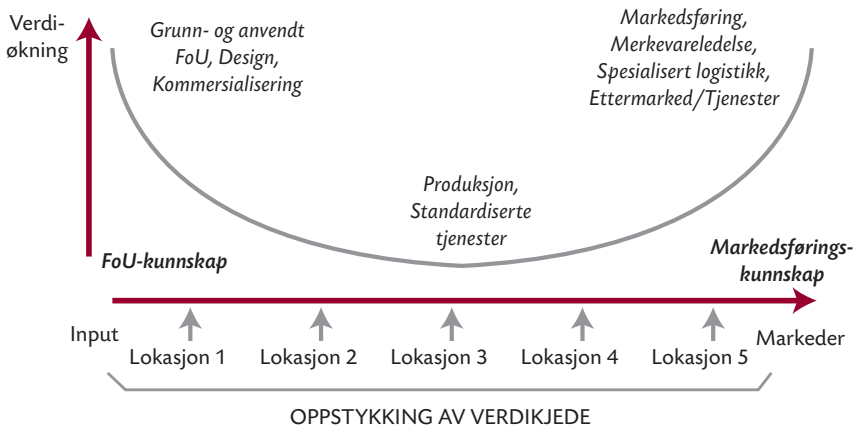 Verdi-
økning
Grunn- og anvendt
FoU, Design,
Kommersialisering
Markedsføring,
Merkevareledelse,
Spesialisert logistikk,
Ettermarked/Tjenester
Produksjon,
Standardiserte
tjenester
FoU-kunnskap
Markedsførings-
kunnskap
Input
Lokasjon 1
Lokasjon 2
Lokasjon 3
Lokasjon 4
Lokasjon 5
Markeder
OPPSTYKKING AV VERDIKJEDE